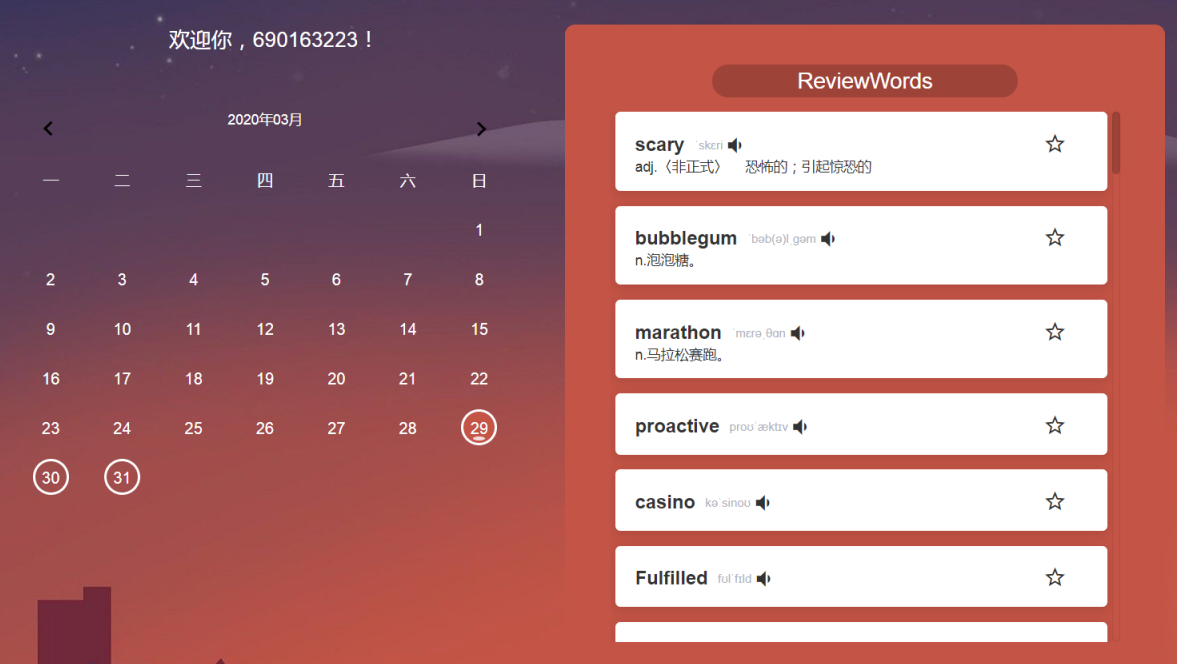 欢迎你，690163223！
2020年03月
一 二 三 四 五 六 日
1
2 3 4 5 6 7 8
9 10 11 12 13 14 15
16 17 18 19 20 21 22
23 24 25 26 27 28 29
30 31
ReviewWords
scary ˈskɛri
adj.〈非正式〉 恐怖的；引起惊恐的
bubblegum ˈbəb(ə)lˌɡəm
n.泡泡糖。
marathon ˈmɛrəˌθɑn
n.马拉松赛跑。
proactive proʊˈæktɪv
casino kəˈsinoʊ
Fulfilled fʊlˈfɪld